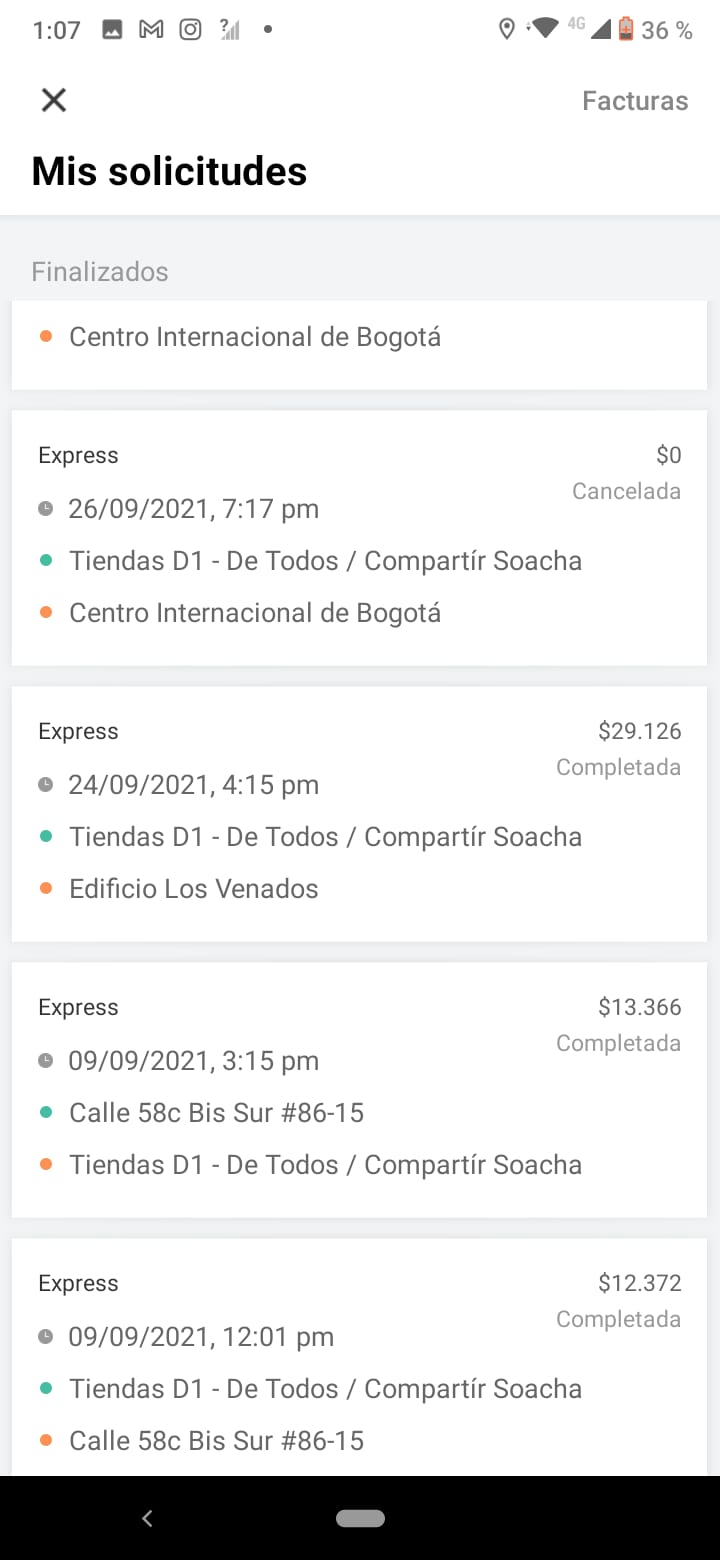 1:07
4G
36 %
Facturas
Mis solicitudes
Finalizados
Centro Internacional de Bogotá
Express
$0
Cancelada
26/09/2021, 7:17 pm
Tiendas D1 - De Todos / Compartír Soacha
Centro Internacional de Bogotá
Express
$29.126
Completada
24/09/2021, 4:15 pm
Tiendas D1 - De Todos / Compartír Soacha
Edificio Los Venados
Express
$13.366
Completada
09/09/2021, 3:15 pm
Calle 58c Bis Sur #86-15
Tiendas D1 - De Todos / Compartír Soacha
Express
$12.372
Completada
09/09/2021, 12:01 pm
Tiendas D1 - De Todos / Compartír Soacha
Calle 58c Bis Sur #86-15